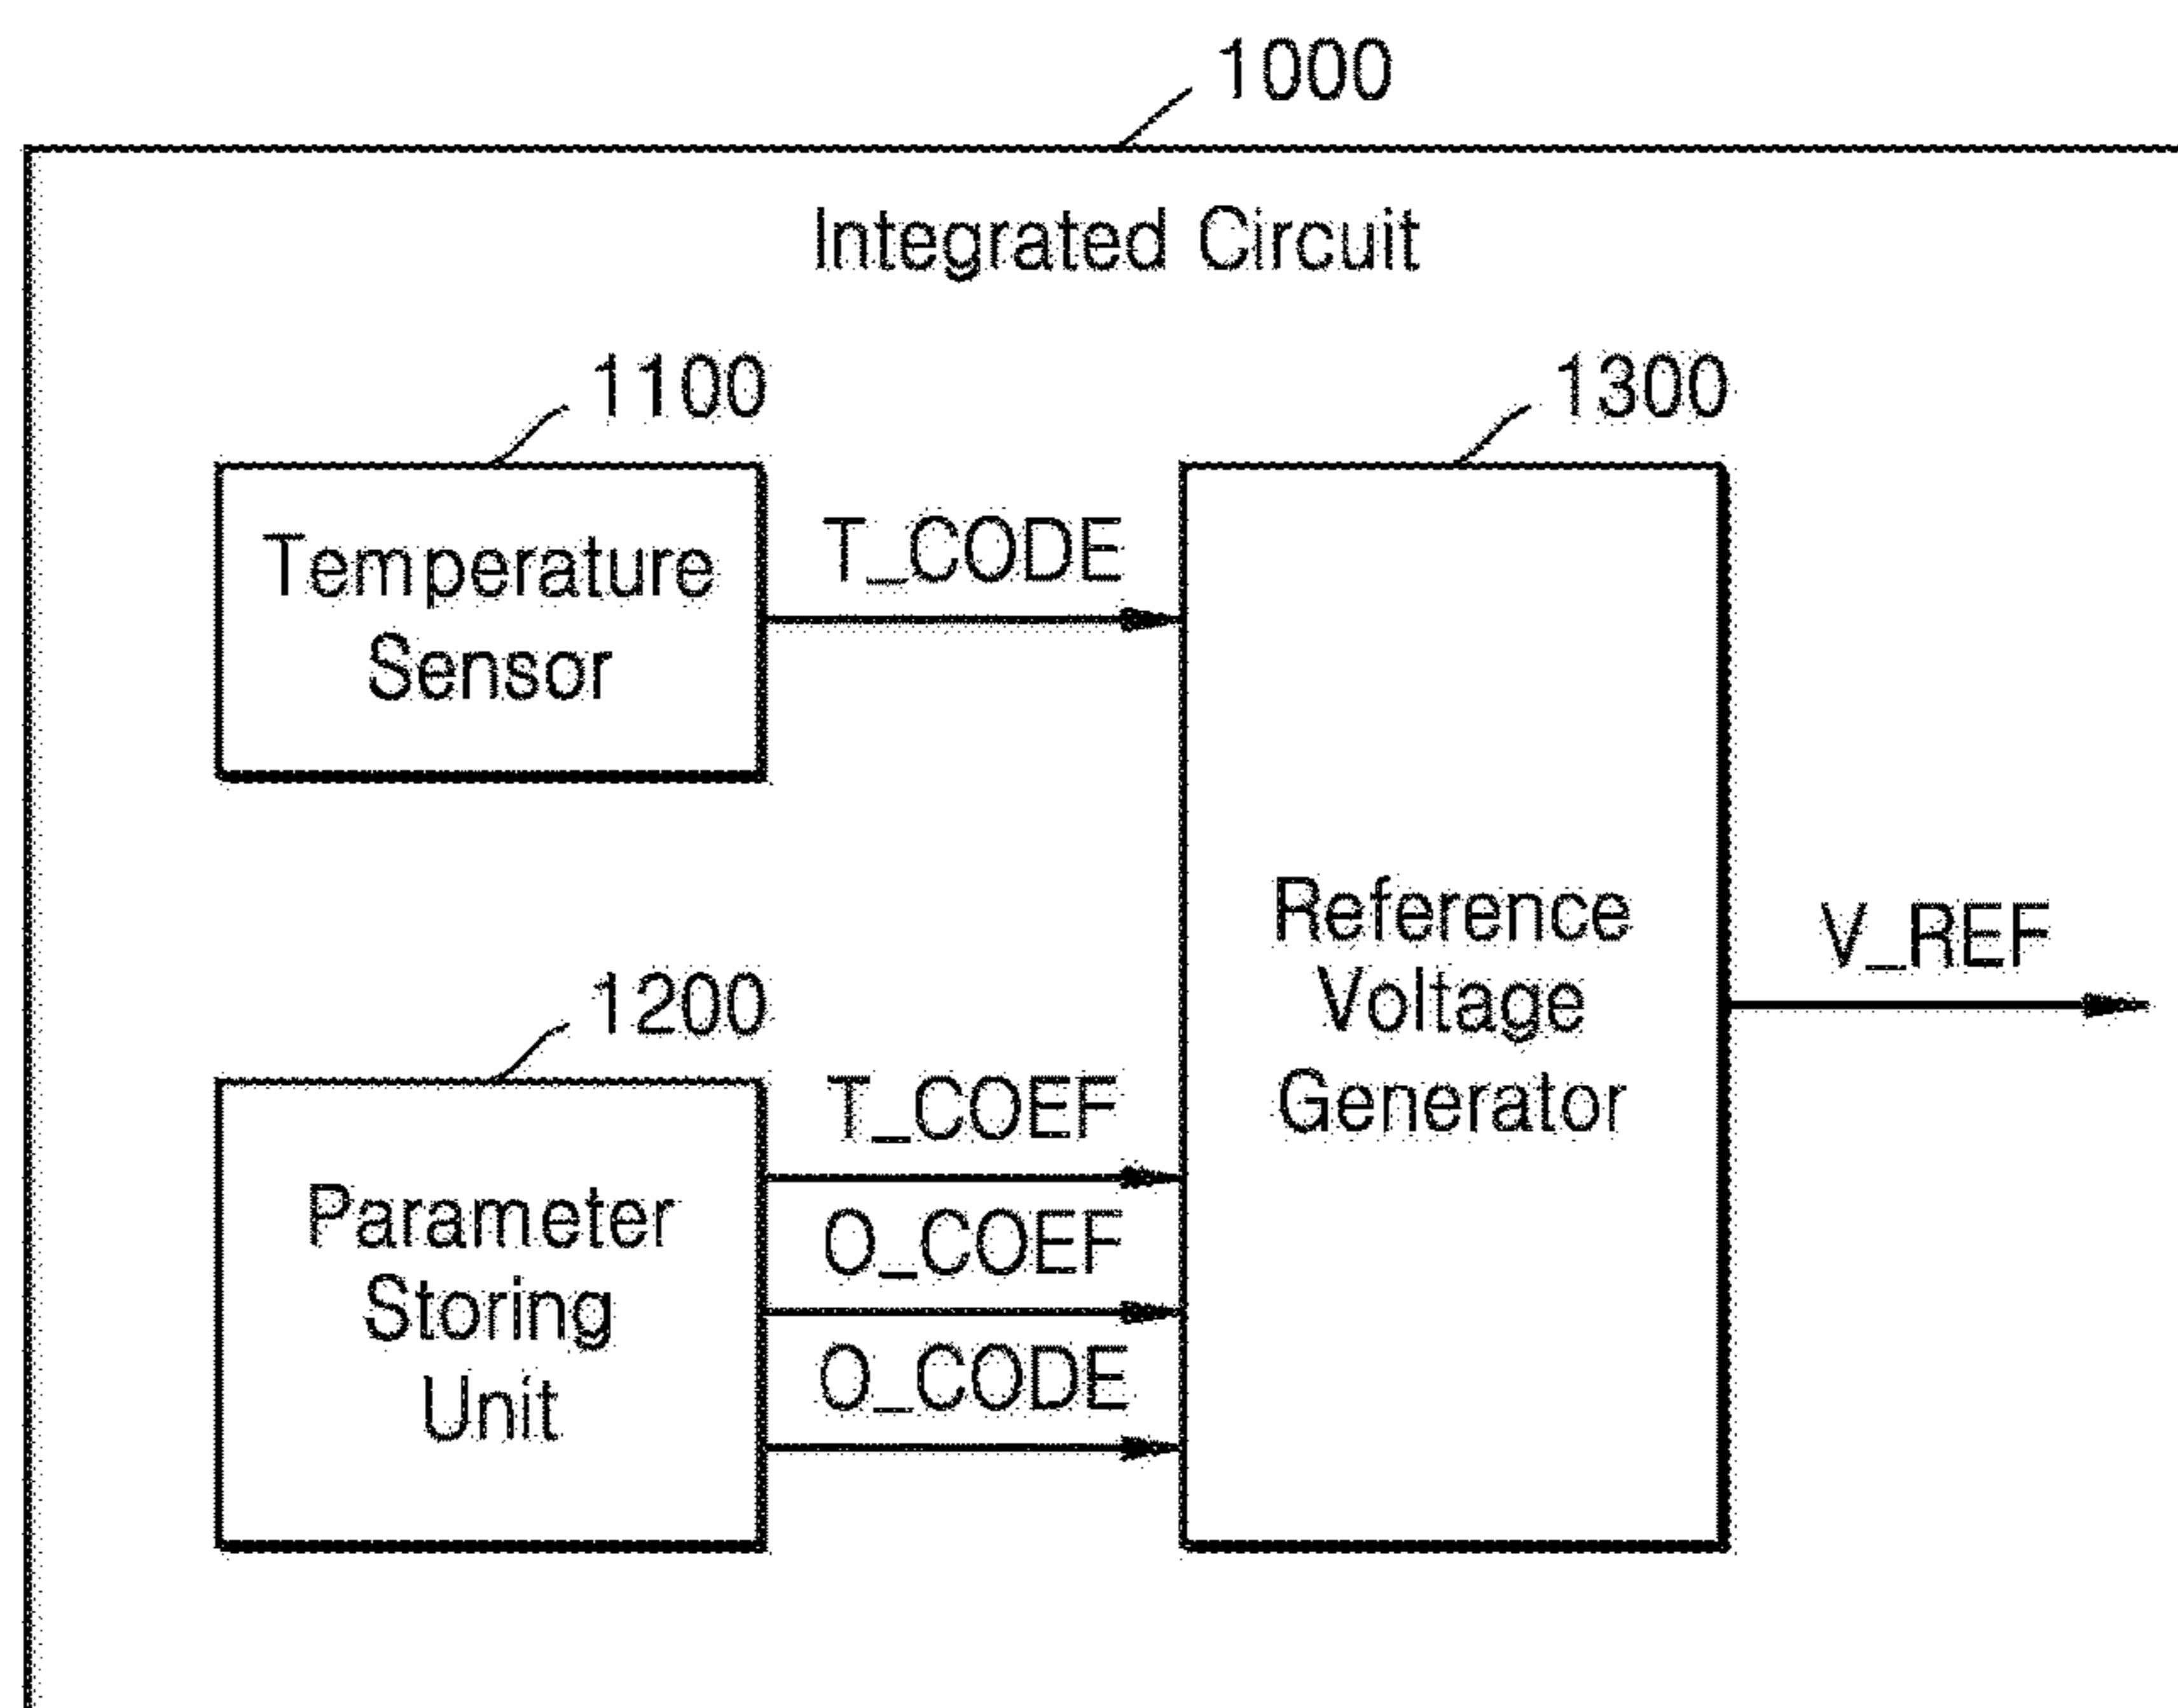 1000
Integrated Circuit
1100
1300
Temperature
Sensor
T_CODE
Reference
Voltage
Generator
V_REF
1200
Parameter
Storing
Unit
T_COEF
O_COEF
O_CODE